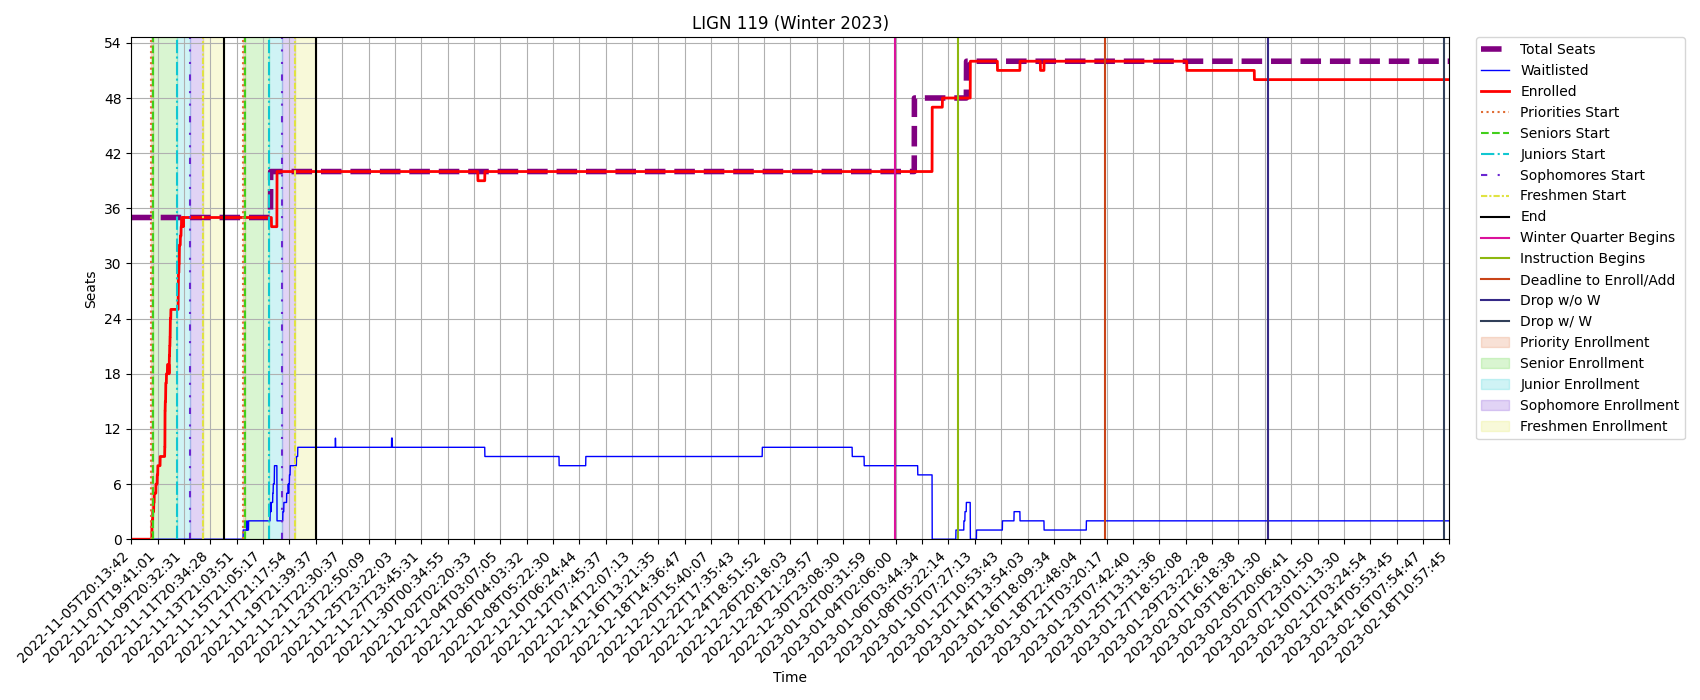 LIGN 119 (Winter 2023)
54
48
42
36
30
24
18
12
6
0
Seats
2022-11-05T20:13:42
2022-11-07T19:41:01
2022-11-09T20:32:31
2022-11-11T20:34:28
2022-11-13T21:03:51
2022-11-15T21:05:17
2022-11-17T21:17:54
2022-11-19T21:39:37
2022-11-21T22:30:37
2022-11-23T22:50:09
2022-11-25T23:22:03
2022-11-27T23:45:31
2022-11-30T00:34:55
2022-12-02T02:20:33
2022-12-04T03:07:05
2022-12-06T04:03:32
2022-12-08T05:22:30
2022-12-10T06:24:44
2022-12-12T07:45:37
2022-12-14T12:07:13
2022-12-16T13:21:35
2022-12-18T14:36:47
2022-12-20T15:40:07
2022-12-22T17:35:43
2022-12-24T18:51:52
2022-12-26T20:18:03
2022-12-28T21:29:57
2022-12-30T23:08:30
2023-01-02T00:31:59
2023-01-04T02:06:00
2023-01-06T03:44:34
2023-01-08T05:22:14
2023-01-10T07:27:13
2023-01-12T10:53:43
2023-01-14T13:54:03
2023-01-16T18:09:34
2023-01-18T22:48:04
2023-01-21T03:20:17
2023-01-23T07:42:40
2023-01-25T13:31:36
2023-01-27T18:52:08
2023-01-29T23:22:28
2023-02-01T16:18:38
2023-02-03T18:21:30
2023-02-05T20:06:41
2023-02-07T23:01:50
2023-02-10T01:13:30
2023-02-12T03:24:54
2023-02-14T05:53:45
2023-02-16T07:54:47
2023-02-18T10:57:45
Time
Total Seats
Waitlisted
Enrolled
Priorities Start
Seniors Start
Juniors Start
Sophomores Start
Freshmen Start
End
Winter Quarter Begins
Instruction Begins
Deadline to Enroll/Add
Drop w/o W
Drop w/ W
Priority Enrollment
Senior Enrollment
Junior Enrollment
Sophomore Enrollment
Freshmen Enrollment